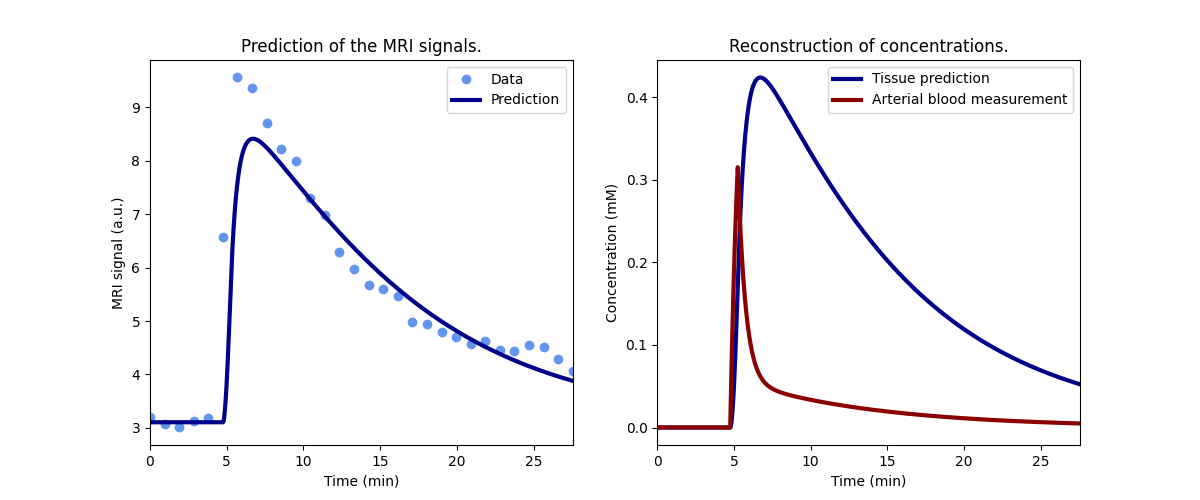 Prediction of the MRI signals.
MRI signal (a.u.)
9
8
7
6
5
4
3
0
5
10
15
20
25
Time (min)
Data
Prediction
Reconstruction of concentrations.
Concentration (mM)
0.4
0.3
0.2
0.1
0.0
0
5
10
15
20
25
Time (min)
Tissue prediction
Arterial blood measurement